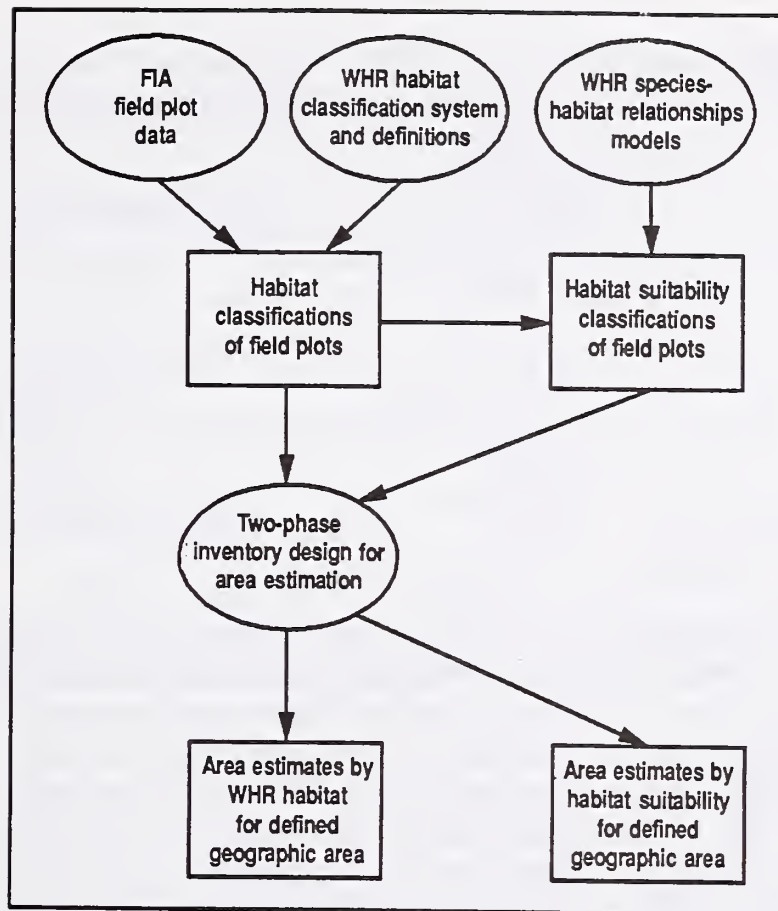 FIA
field plot
data
WHR habitat
classification system
and definitions
WHR species-
habitat relationships
models
Habitat
classifications
of field plots
Habitat suitability
classifications
of field plots
Two-phase
inventory design for
area estimation
Area estimates by
WHR habitat
for defined
geographic area
Area estimates by
habitat suitability
for defined
geographic area